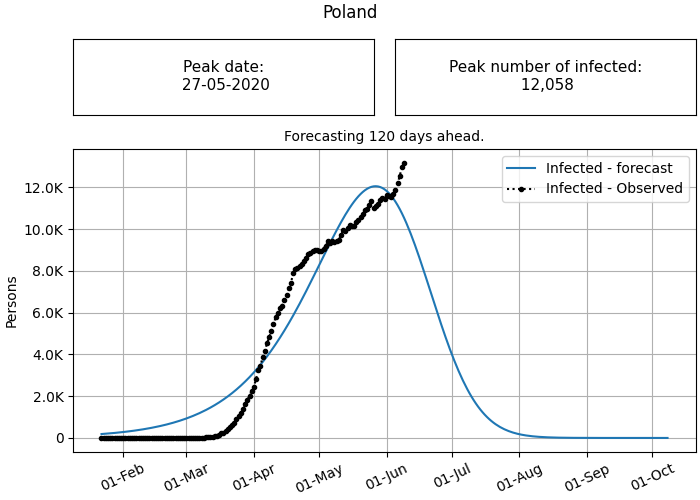 Poland
Peak date:
27-05-2020
Peak number of infected:
12,058
Forecasting 120 days ahead.
Infected - forecast
Infected - Observed
Persons
12.0K
10.0K
8.0K
6.0K
4.0K
2.0K
0
01-Feb
01-Mar
01-Apr
01-May
01-Jun
01-Jul
01-Aug
01-Sep
01-Oct